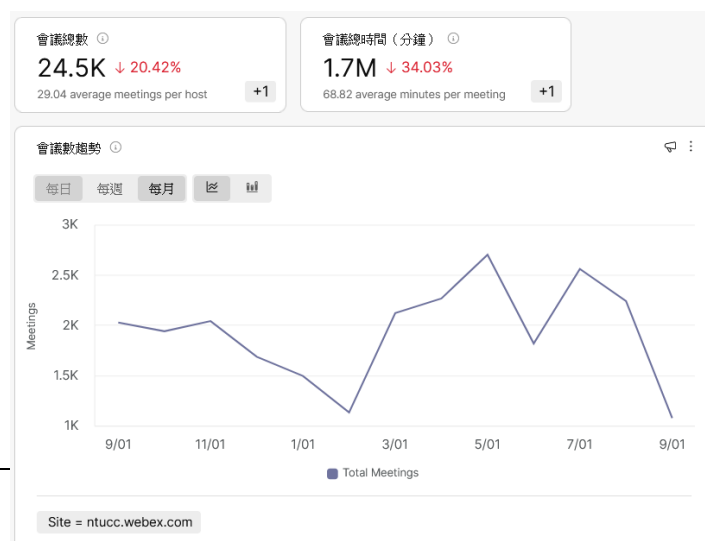 會議總數
24.5K ↓ 20.42%
29.04 average meetings per host +1
會議總時間（分鐘）
1.7M ↓ 34.03%
68.82 average minutes per meeting +1
會議數趨勢
每日 每週 每月
3K
2.5K
2K
1.5K
1K
Meetings
9/01 11/01 1/01 3/01 5/01 7/01 9/01
Total Meetings
Site = ntucc.webex.com